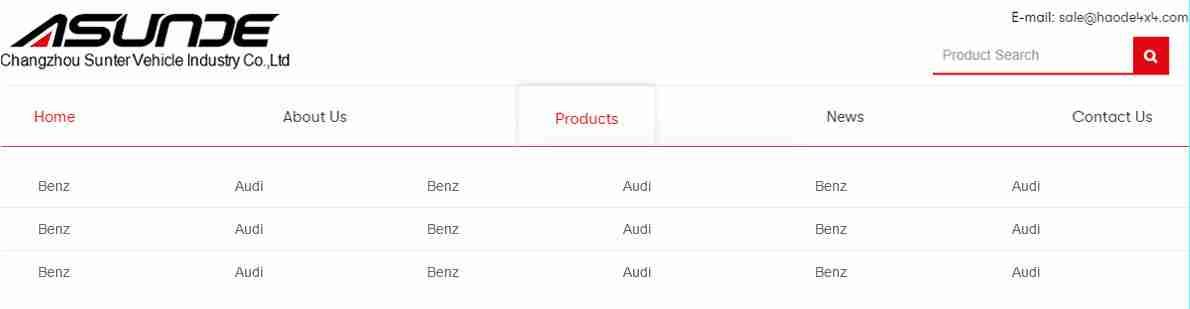 ASUNDE
Changzhou Sunter Vehicle Industry Co.,Ltd
E-mail: sale@haode4x4.com
Product Search
Home About Us Products News Contact Us
Benz Audi Benz Audi Benz Audi
Benz Audi Benz Audi Benz Audi
Benz Audi Benz Audi Benz Audi